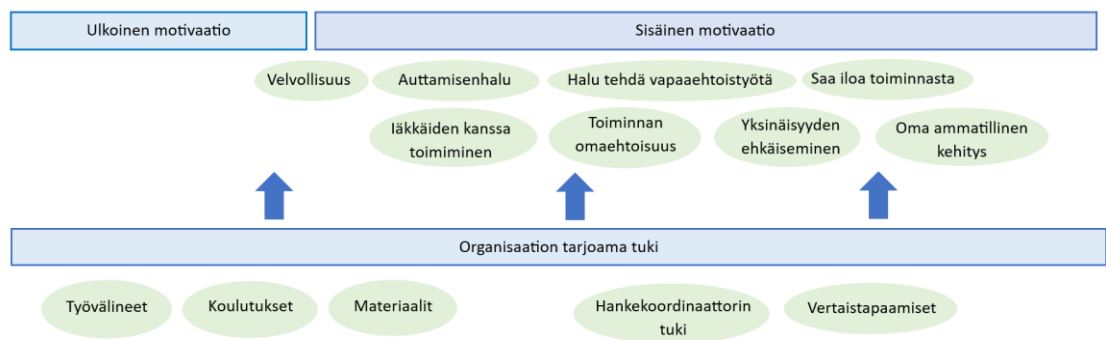 Ulkoinen motivaatio
Sisäinen motivaatio
Velvollisuus
Auttamisenhalu
Halu tehdä vapaaehtoistyötä
Saa iloa toiminnasta
Iäkkäiden kanssa
toimiminen
Toiminnan
omaehtoisuus
Yksinäisyyden
ehkäiseminen
Oma ammatillinen
kehitys
Organisaation tarjoama tuki
Työvälineet
Koulutukset
Materiaalit
Hankekoordinaattorin
tuki
Vertaistapaamiset